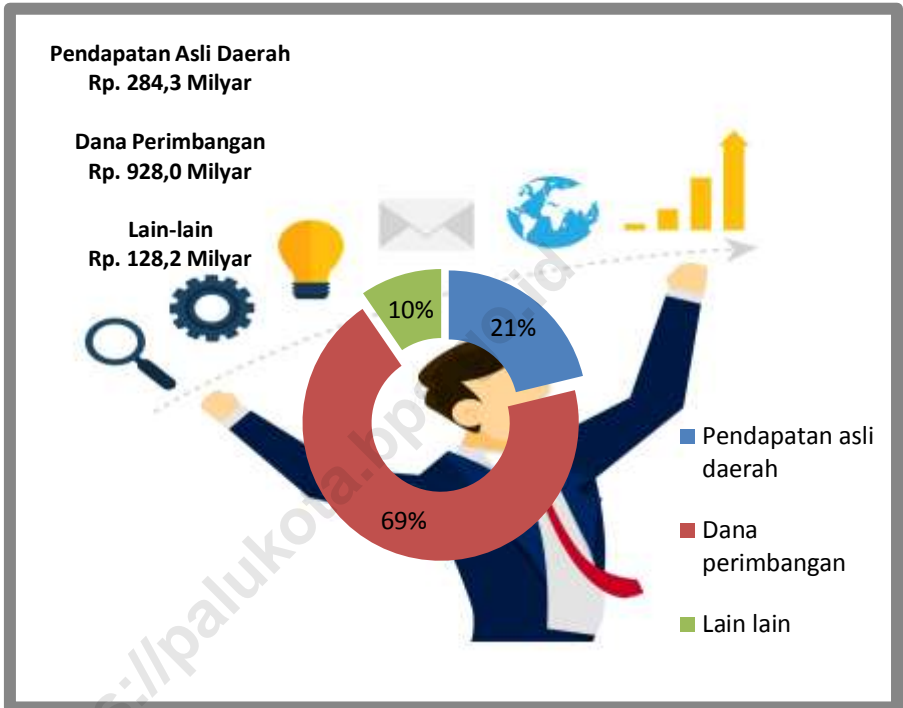 Pendapatan Asli Daerah
Rp. 284,3 Milyar
Dana Perimbangan
Rp. 928,0 Milyar
Lain-lain
Rp. 128,2 Milyar
10%
21%
69%
Pendapatan asli
daerah
Dana
perimbangan
Lain lain